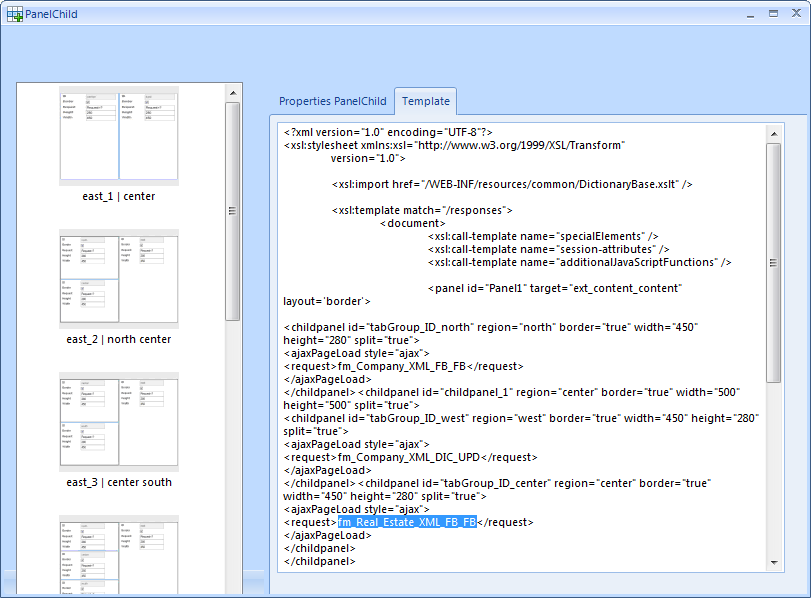 PanelChild
east_1 | center
east_2 | north center
east_3 | center south
Properties PanelChild
Template
<?xml version="1.0" encoding="UTF-8"?>
<xsl:stylesheet xmlns:xsl="http://www.w3.org/1999/XSL/Transform"
version="1.0">
<xsl:import href="/WEB-INF/resources/common/DictionaryBase.xslt" />
<xsl:template match="/responses">
<document>
<xsl:call-template name="specialElements" />
<xsl:call-template name="session-attributes" />
<xsl:call-template name="additionalJavaScriptFunctions" />
<panel id="Panel1" target="ext_content_content"
layout='border'>
<childpanel id="tabGroup_ID_north" region="north" border="true" width="450"
height="280" split="true">
<ajaxPageLoad style="ajax">
<request>fm_Company_XML_FB_FB</request>
</ajaxPageLoad>
</childpanel><childpanel id="childpanel_1" region="center" border="true" width="500"
height="500" split="true">
<childpanel id="tabGroup_ID_west" region="west" border="true" width="450" height="280"
split="true">
<ajaxPageLoad style="ajax">
<request>fm_Company_XML_DIC_UPD</request>
</ajaxPageLoad>
</childpanel><childpanel id="tabGroup_ID_center" region="center" border="true"
width="450" height="280" split="true">
<ajaxPageLoad style="ajax">
<request>fm_Real_Estate_XML_FB_FB</request>
</ajaxPageLoad>
</childpanel>
</childpanel>